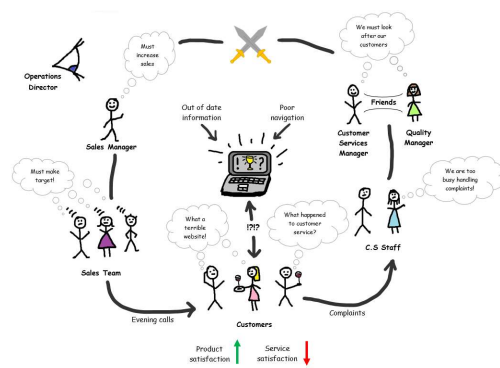 Must
increase
sales
We must look
after our
customers
Operations
Director
Out of date
information
Poor
navigation
Friends
Sales Manager
Customer
Services
Manager
Quality
Manager
?
Must make
target!
We are too
busy handling
complaints!
What a
terrible
website!
!?!?
What happened
to customer
service?
C.S Staff
Sales Team
Evening calls
Customers
Complaints
Product
satisfaction
Service
satisfaction